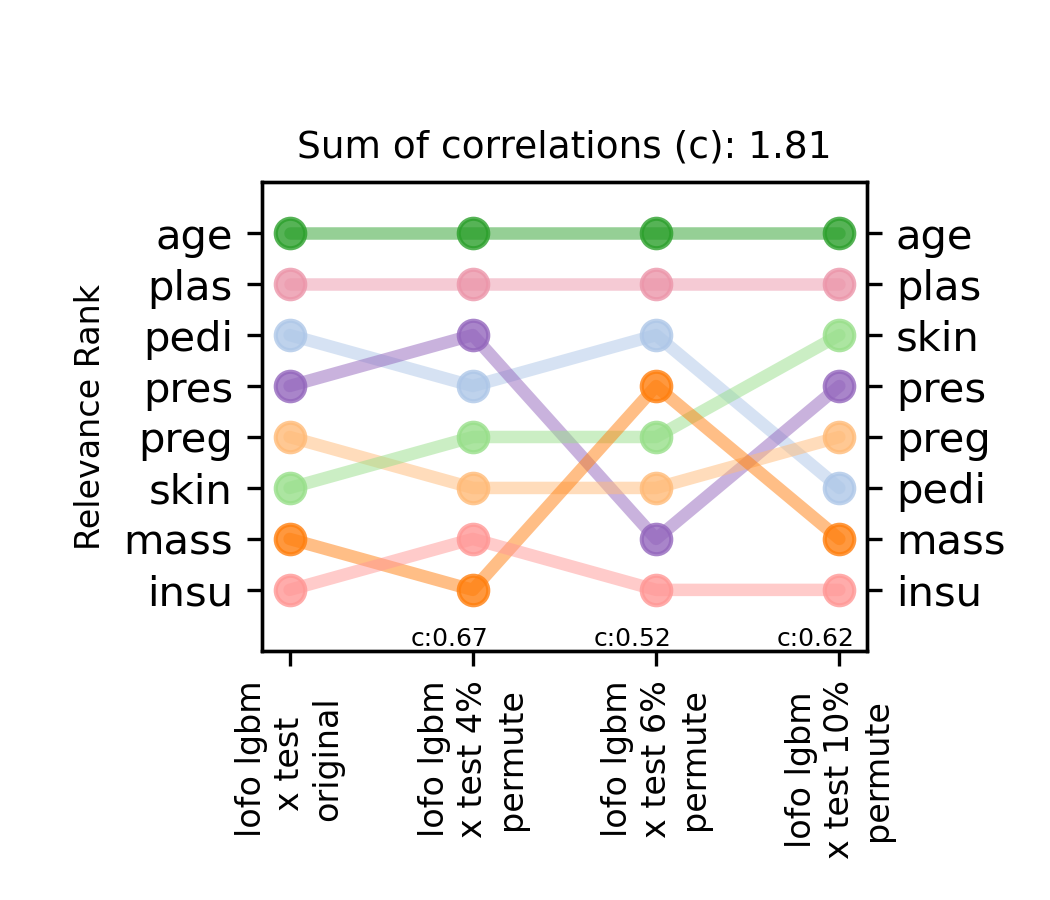 Sum of correlations (c): 1.81
Relevance Rank
age
plas
pedi
pres
preg
skin
mass
insu
age
plas
skin
pres
preg
pedi
mass
insu
c:0.67
c:0.52
c:0.62
lofo lgbm
x test
original
lofo lgbm
x test 4%
permute
lofo lgbm
x test 6%
permute
lofo lgbm
x test 10%
permute